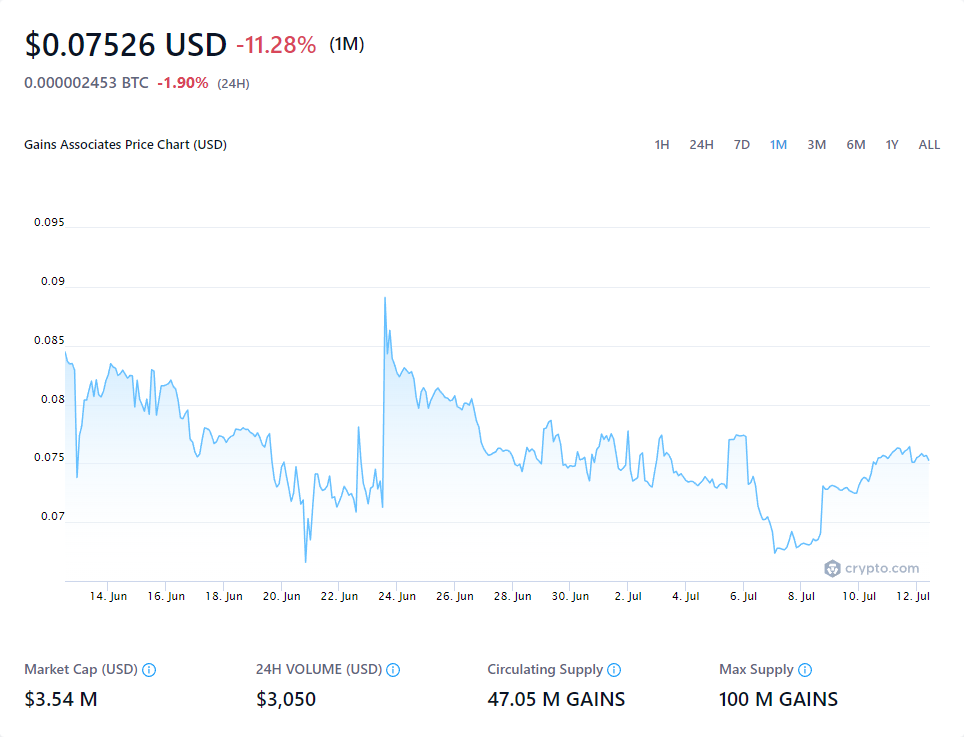 $0.07526 USD -11.28% (1M)
0.000002453 BTC -1.90% (24H)
Gains Associates Price Chart (USD) 1H 24H 7D 1M 3M 6M 1Y ALL
0.095
0.09
0.085
0.08
0.075
0.07
crypto.com
14. Jun 16. Jun 18. Jun 20. Jun 22. Jun 24. Jun 26. Jun 28. Jun 30. Jun 2. Jul 4. Jul 6. Jul 8. Jul 10. Jul 12. Jul
Market Cap (USD) 24H VOLUME (USD) Circulating Supply Max Supply
$3.54 M $3,050 47.05 M GAINS 100 M GAINS